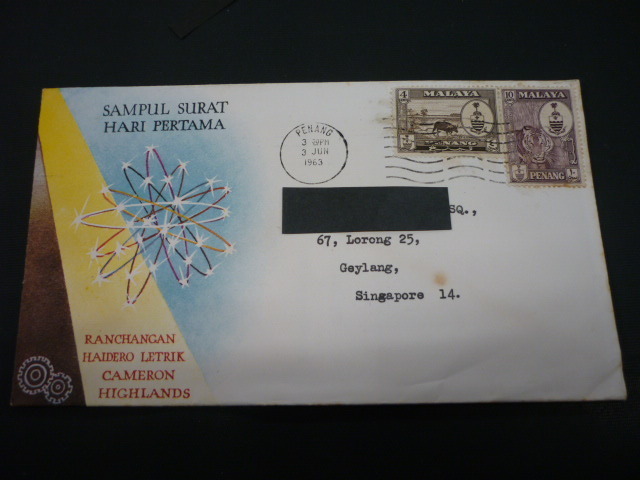 SAMPUL SURAT
HARI PERTAMA
PENANG
3 PM
3 JUN
1963
4
MALAYA
PENANG
10
MALAYA
PENANG
SQ.,
67, Lorong 25,
Geylang,
Singapore 14.
RANCHANGAN
HAIDERO LETRIK
CAMERON
HIGHLANDS